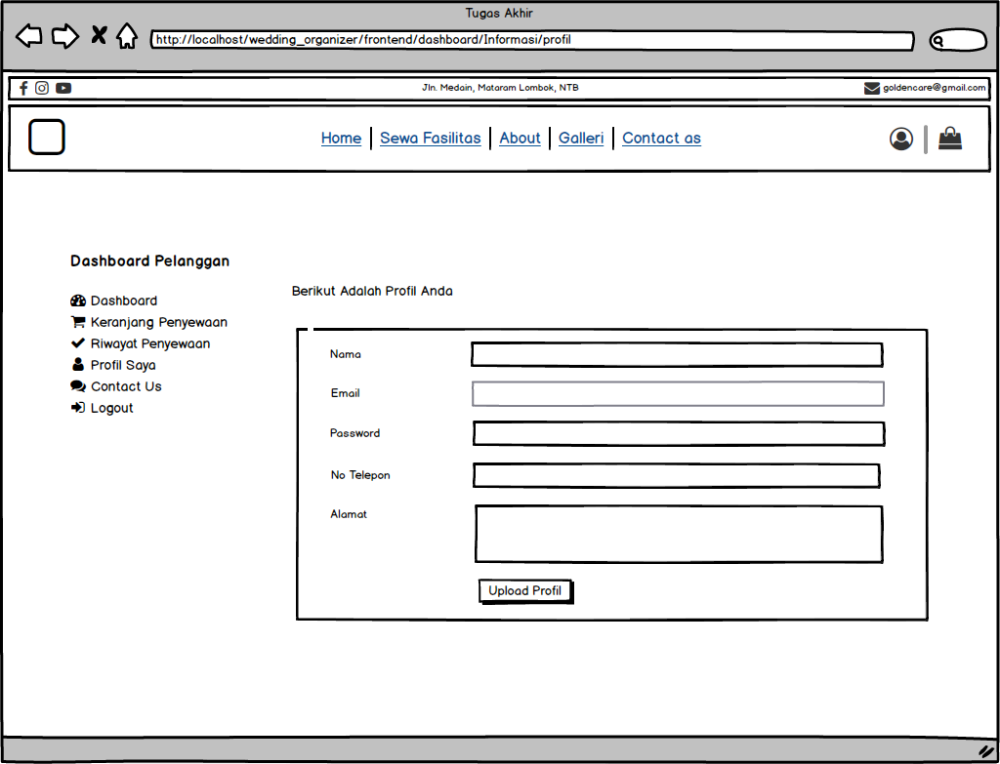 Tugas Akhir
http://localhost/wedding_organizer/frontend/dashboard/Informasi/profil
Jln. Medain, Mataram Lombok, NTB
goldencare@gmail.com
Home
Sewa Fasilitas
About
Galleri
Contact as
Dashboard Pelanggan
Dashboard
Keranjang Penyewaan
Riwayat Penyewaan
Profil Saya
Contact Us
Logout
Berikut Adalah Profil Anda
Nama
Email
Password
No Telepon
Alamat
Upload Profil